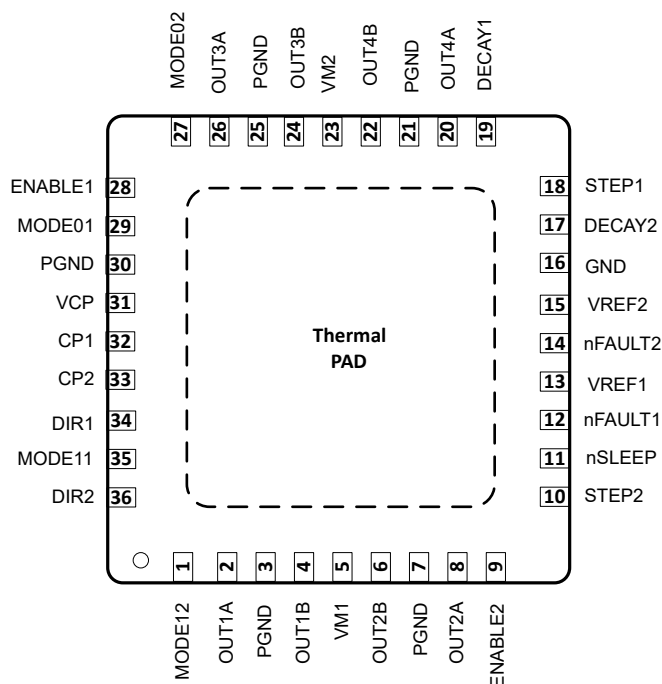 MODE02
OUT3A
PGND
OUT3B
VM2
OUT4B
PGND
OUT4A
DECAY1
27
26
25
24
23
22
21
20
19
ENABLE1 28
MODE01 29
PGND 30
VCP 31
CP1 32
CP2 33
DIR1 34
MODE11 35
DIR2 36
Thermal
PAD
18 STEP1
17 DECAY2
16 GND
15 VREF2
14 nFAULT2
13 VREF1
12 nFAULT1
11 nSLEEP
10 STEP2
1
2
3
4
5
6
7
8
9
MODE12
OUT1A
PGND
OUT1B
VM1
OUT2B
PGND
OUT2A
ENABLE2